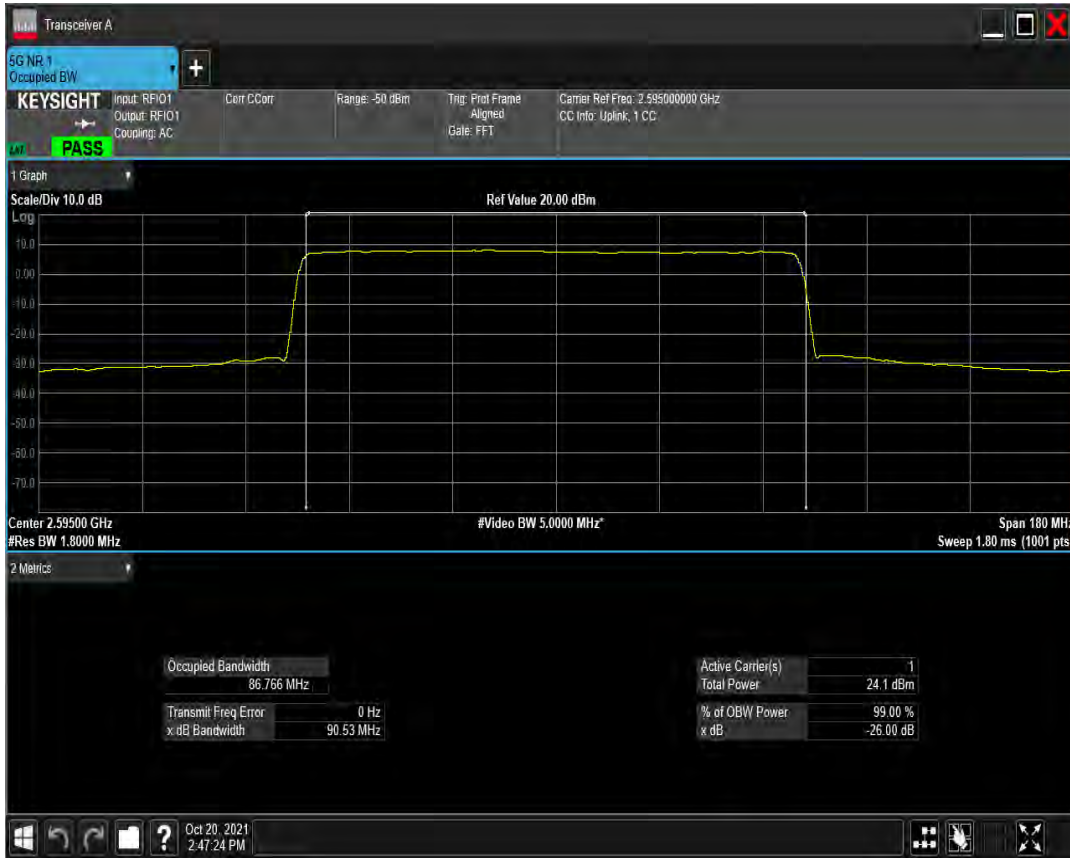 Transceiver A
5G NR 1
Occupied BW
KEYSIGHT
Input: RFIO1
Output: RFIO1
Coupling: AC
Corr CCorr
Range: -50 dBm
Trig: Prot Frame
Aligned
Gate: FFT
Carrier Ref Freq: 2.595000000 GHz
CC Info: Uplink, 1 CC
PASS
1 Graph
Scale/Div 10.0 dB
Ref Value 20.00 dBm
Log
10.0
0.00
-10.0
-20.0
-30.0
-40.0
-50.0
-60.0
-70.0
Center 2.59500 GHz
#Video BW 5.0000 MHz*
Span 180 MHz
#Res BW 1.8000 MHz
Sweep 1.80 ms (1001 pts
2 Metrics
Occupied Bandwidth
86.766 MHz
Transmit Freq Error 0 Hz
x dB Bandwidth 90.53 MHz
Active Carrier(s) 1
Total Power 24.1 dBm
% of OBW Power 99.00 %
x dB -26.00 dB
?
Oct 20, 2021
2:47:24 PM